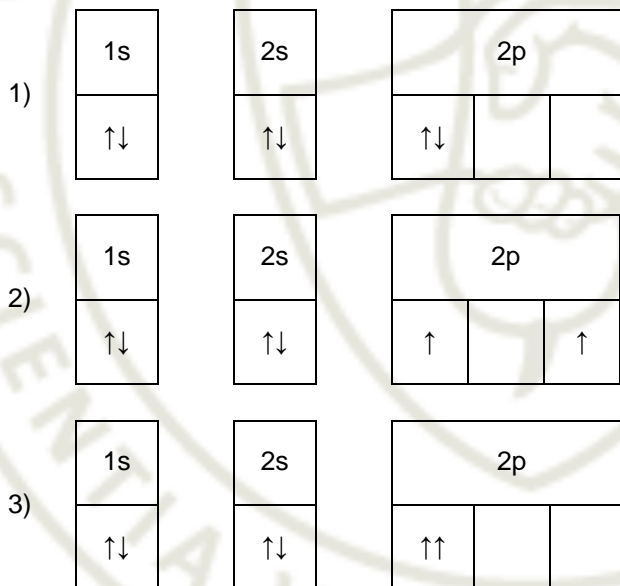 1s 2s 2p
1)
↑↓ ↑↓ ↑↓
1s 2s 2p
2)
↑↓ ↑↓ ↑ ↑
1s 2s 2p
3)
↑↓ ↑↓ ↑↑